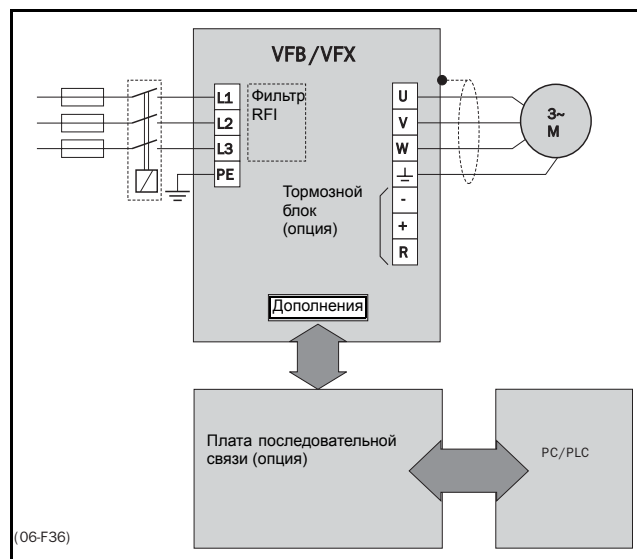 VFB/VFX
L1
L2
L3
PE
Фильтр
RFI
U
V
W
-
+
R
3~
M
Тормозной
блок
(опция)
Дополнения
Плата последовательной
связи (опция)
PC/PLC
(06-F36)